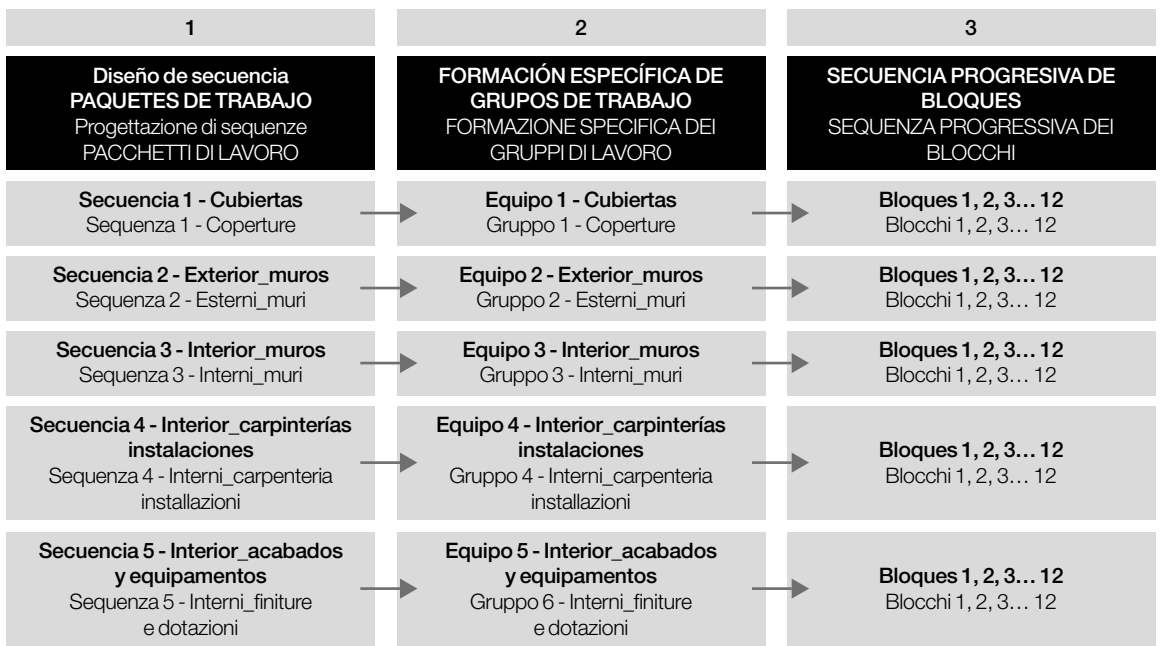 1
2
3
Diseño de secuencia
PAQUETES DE TRABAJO
Progettazione di sequenze
PACCHETTI DI LAVORO
FORMACIÓN ESPECÍFICA DE
GRUPOS DE TRABAJO
FORMAZIONE SPECIFICA DEI
GRUPPI DI LAVORO
SECUENCIA PROGRESIVA DE
BLOQUES
SEQUENZA PROGRESSIVA DEI
BLOCCHI
Secuencia 1 - Cubiertas
Sequenza 1 - Coperture
Equipo 1 - Cubiertas
Gruppo 1 - Coperture
Bloques 1, 2, 3… 12
Blocchi 1, 2, 3… 12
Secuencia 2 - Exterior_muros
Sequenza 2 - Esterni_muri
Equipo 2 - Exterior_muros
Gruppo 2 - Esterni_muri
Bloques 1, 2, 3… 12
Blocchi 1, 2, 3… 12
Secuencia 3 - Interior_muros
Sequenza 3 - Interni_muri
Equipo 3 - Interior_muros
Gruppo 3 - Interni_muri
Bloques 1, 2, 3… 12
Blocchi 1, 2, 3… 12
Secuencia 4 - Interior_carpinterías
instalaciones
Sequenza 4 - Interni_carpenteria
installazioni
Equipo 4 - Interior_carpinterías
instalaciones
Gruppo 4 - Interni_carpenteria
installazioni
Bloques 1, 2, 3… 12
Blocchi 1, 2, 3… 12
Secuencia 5 - Interior_acabados
y equipamentos
Sequenza 5 - Interni_finiture
e dotazioni
Equipo 5 - Interior_acabados
y equipamentos
Gruppo 6 - Interni_finiture
e dotazioni
Bloques 1, 2, 3… 12
Blocchi 1, 2, 3… 12